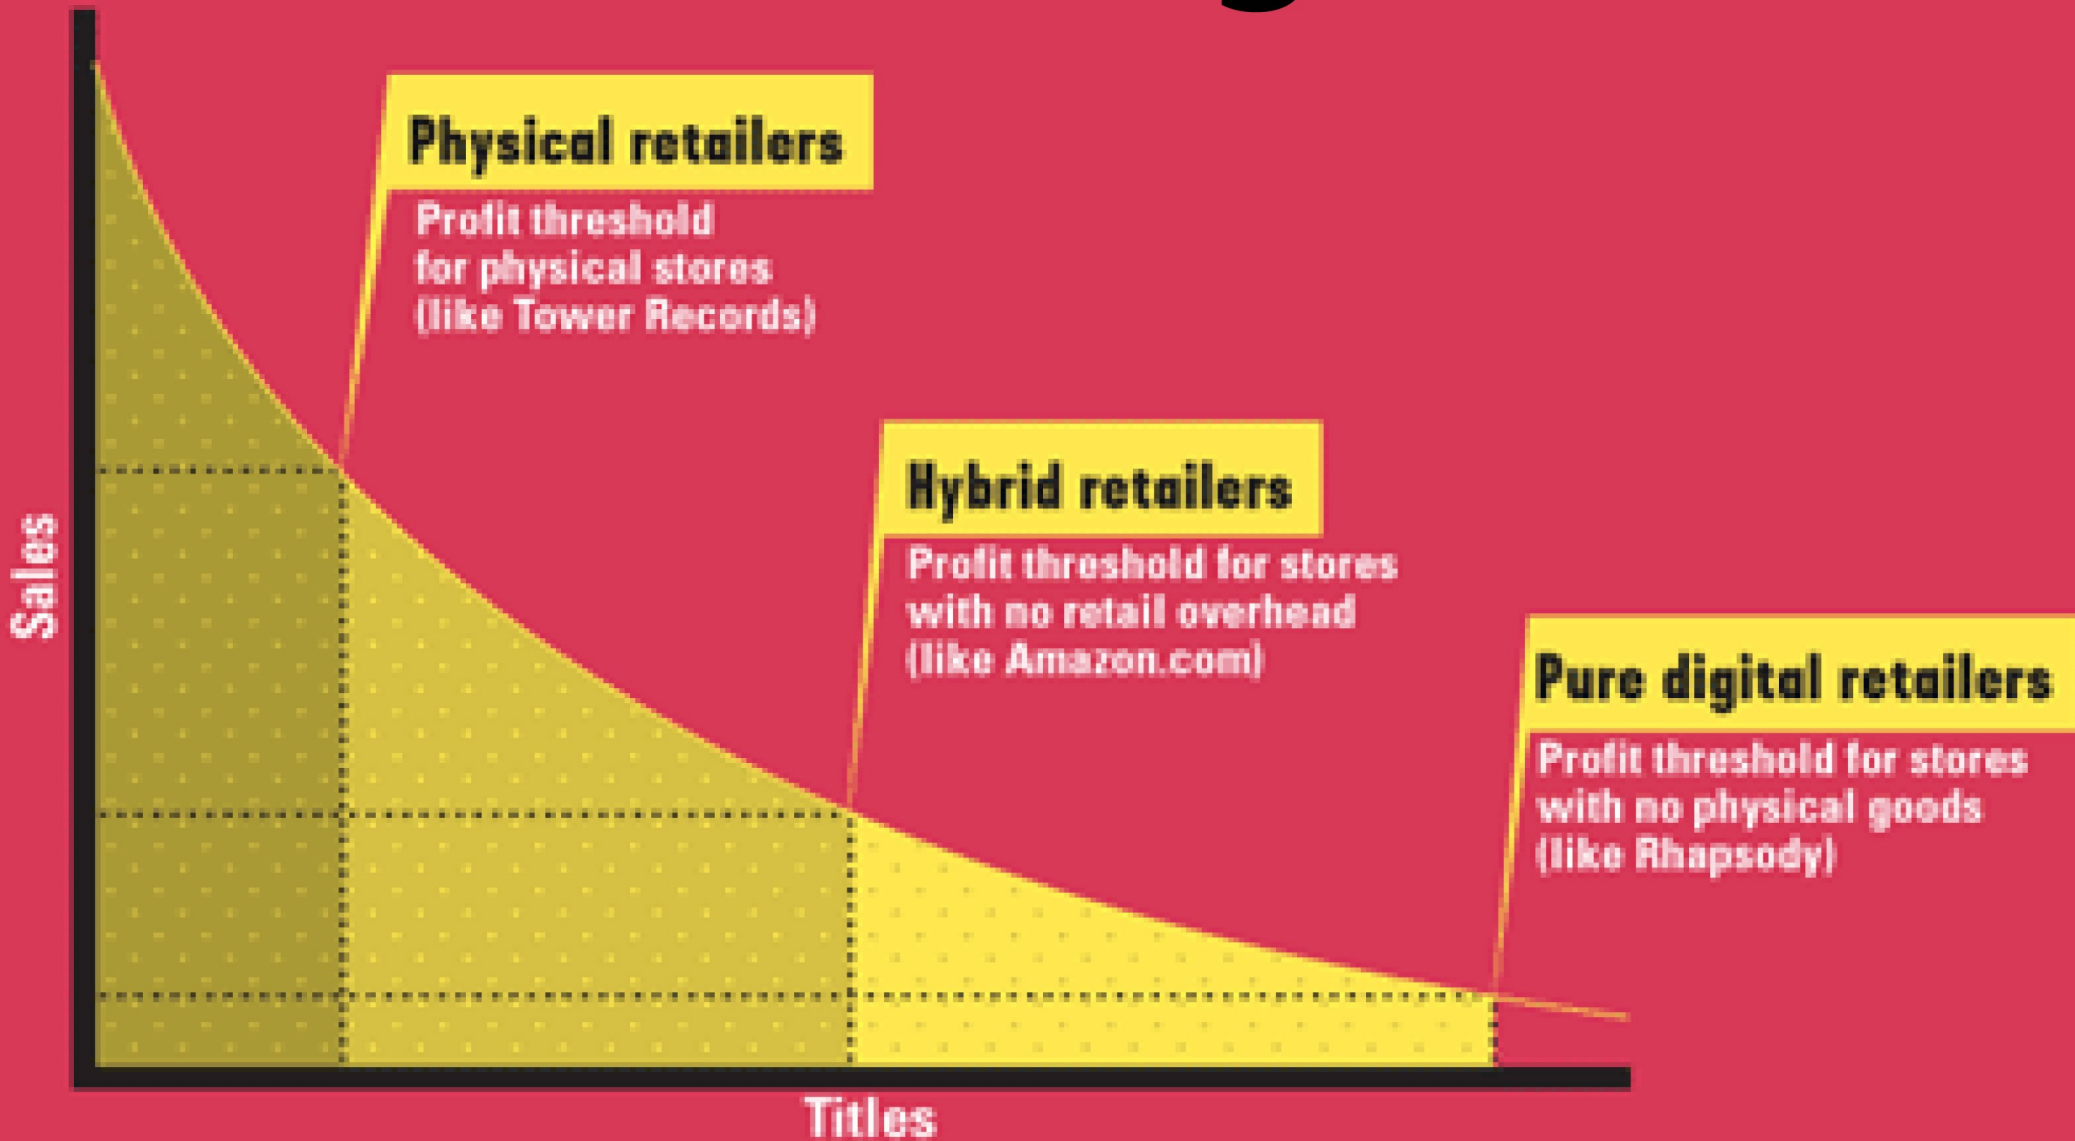 Physical retailers
Profit threshold
for physical stores
(like Tower Records)
Hybrid retailers
Profit threshold for stores
with no retail overhead
(like Amazon.com)
Pure digital retailers
Profit threshold for stores
with no physical goods
(like Rhapsody)
Sales
Titles